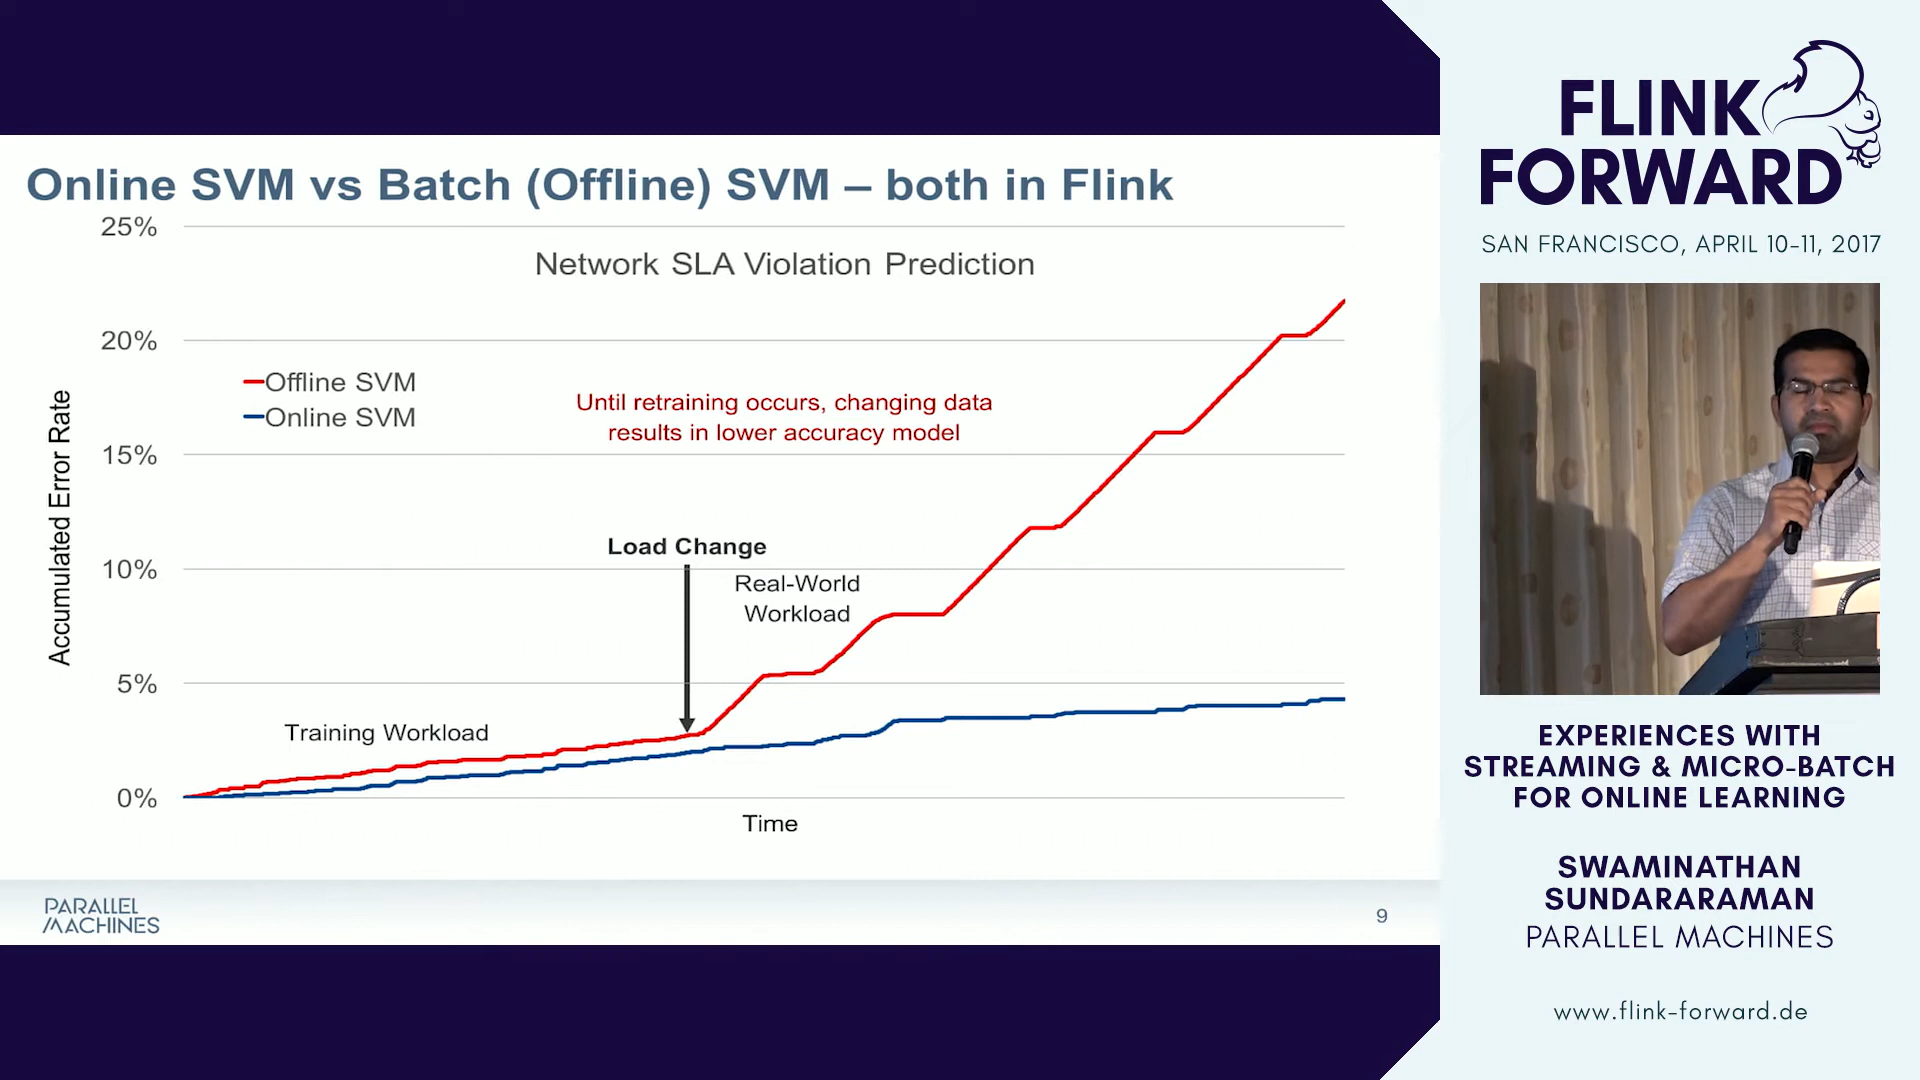 Online SVM vs Batch (Offline) SVM – both in Flink
25%
Network SLA Violation Prediction
20%
Offline SVM
Online SVM
Until retraining occurs, changing data
results in lower accuracy model
15%
Accumulated Error Rate
Load Change
10%
Real-World
Workload
5%
Training Workload
0%
Time
PARALLEL
MACHINES
9
FLINK
FORWARD
SAN FRANCISCO, APRIL 10-11, 2017
EXPERIENCES WITH
STREAMING & MICRO-BATCH
FOR ONLINE LEARNING
SWAMINATHAN
SUNDARARAMAN
PARALLEL MACHINES
www.flink-forward.de